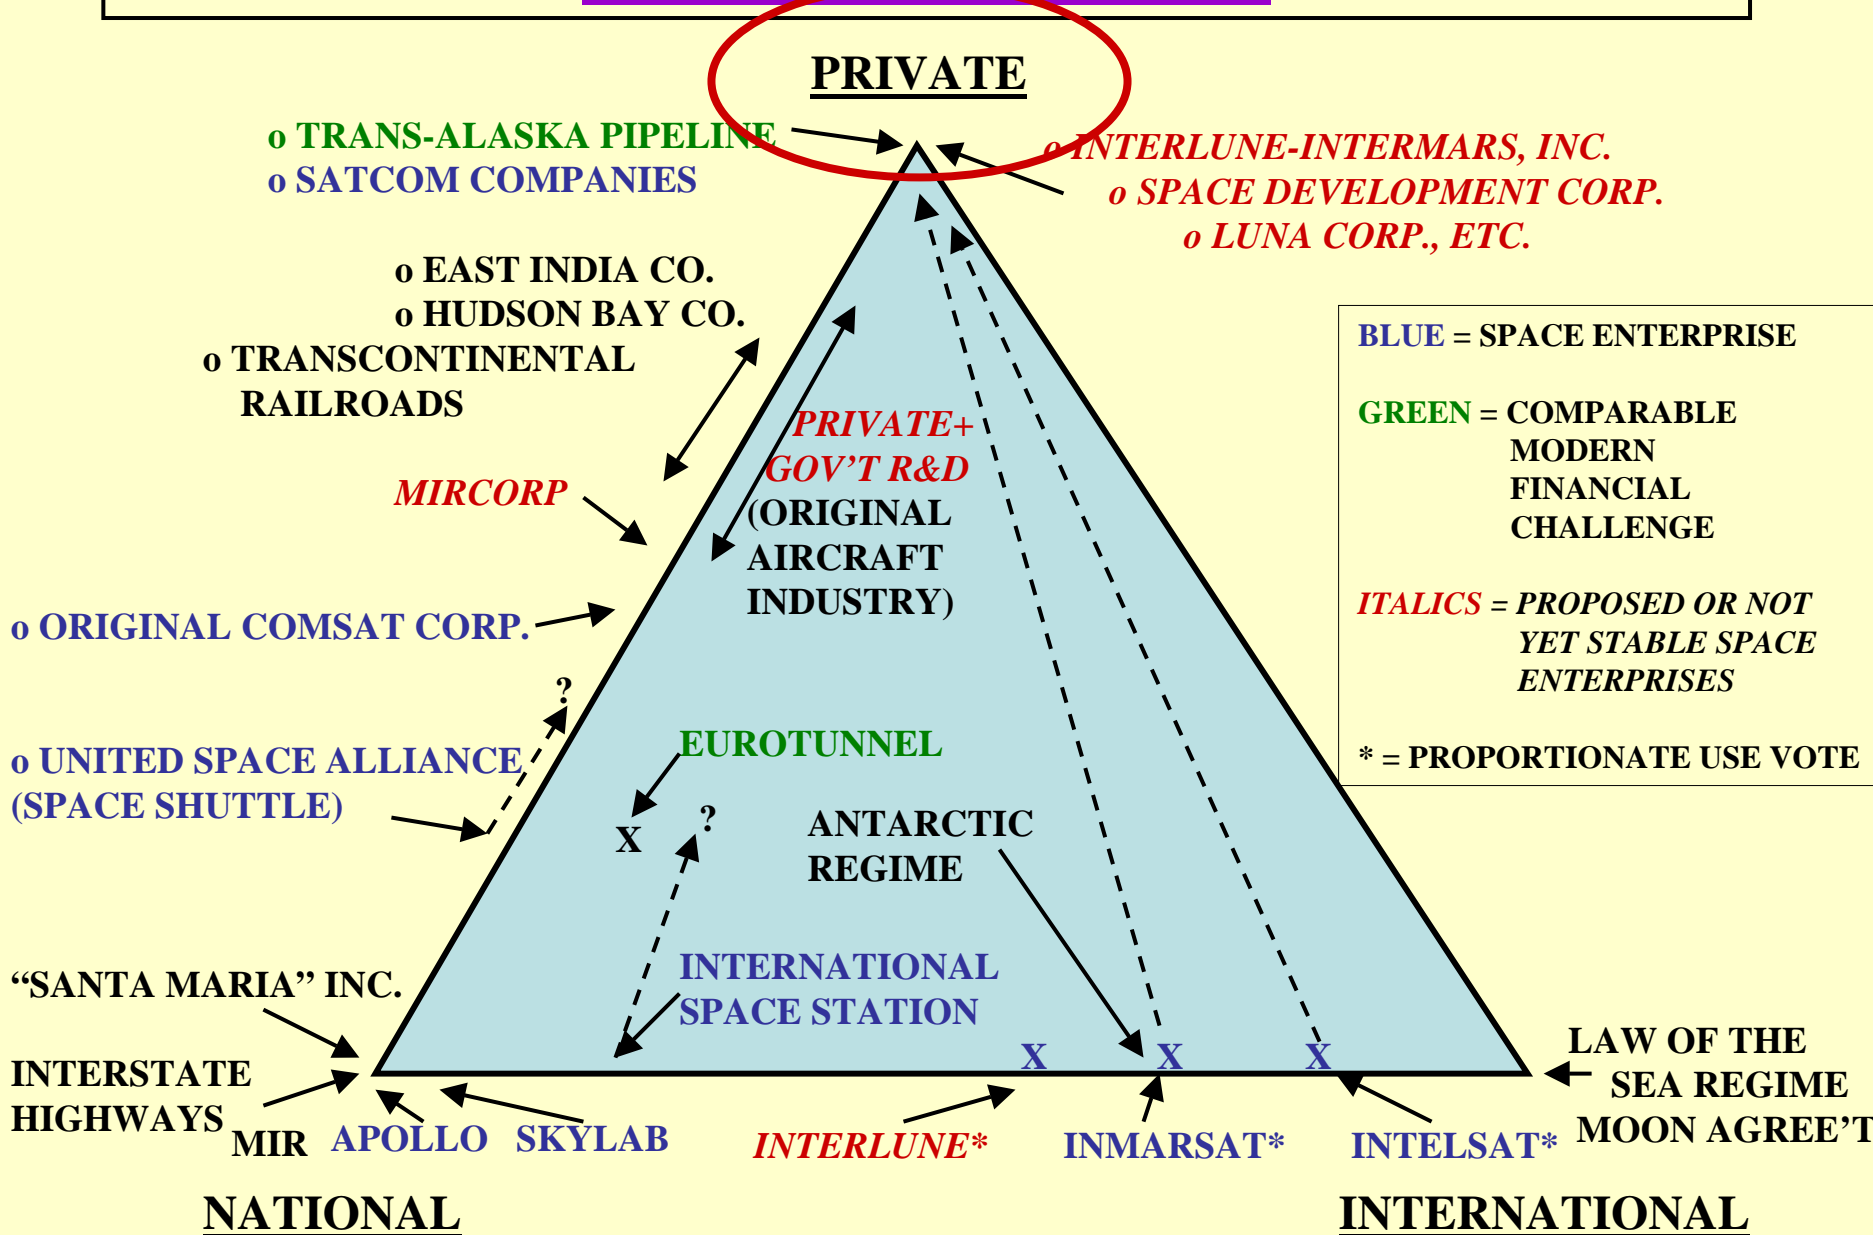 PRIVATE
o TRANS-ALASKA PIPELINE
o SATCOM COMPANIES
o INTERLUNE-INTERMARS, INC.
o SPACE DEVELOPMENT CORP.
o LUNA CORP., ETC.
o EAST INDIA CO.
o HUDSON BAY CO.
o TRANSCONTINENTAL
RAILROADS
BLUE = SPACE ENTERPRISE
GREEN = COMPARABLE
MODERN
FINANCIAL
CHALLENGE
ITALICS = PROPOSED OR NOT
YET STABLE SPACE
ENTERPRISES
* = PROPORTIONATE USE VOTE
PRIVATE+
GOV’T R&D
(ORIGINAL
AIRCRAFT
INDUSTRY)
MIRCORP
o ORIGINAL COMSAT CORP.
?
o UNITED SPACE ALLIANCE
(SPACE SHUTTLE)
EUROTUNNEL
X
?
ANTARCTIC
REGIME
“SANTA MARIA” INC.
INTERNATIONAL
SPACE STATION
X X X
LAW OF THE
SEA REGIME
MOON AGREE’T
INTERSTATE
HIGHWAYS
MIR APOLLO SKYLAB INTERLUNE* INMARSAT* INTELSAT*
NATIONAL INTERNATIONAL